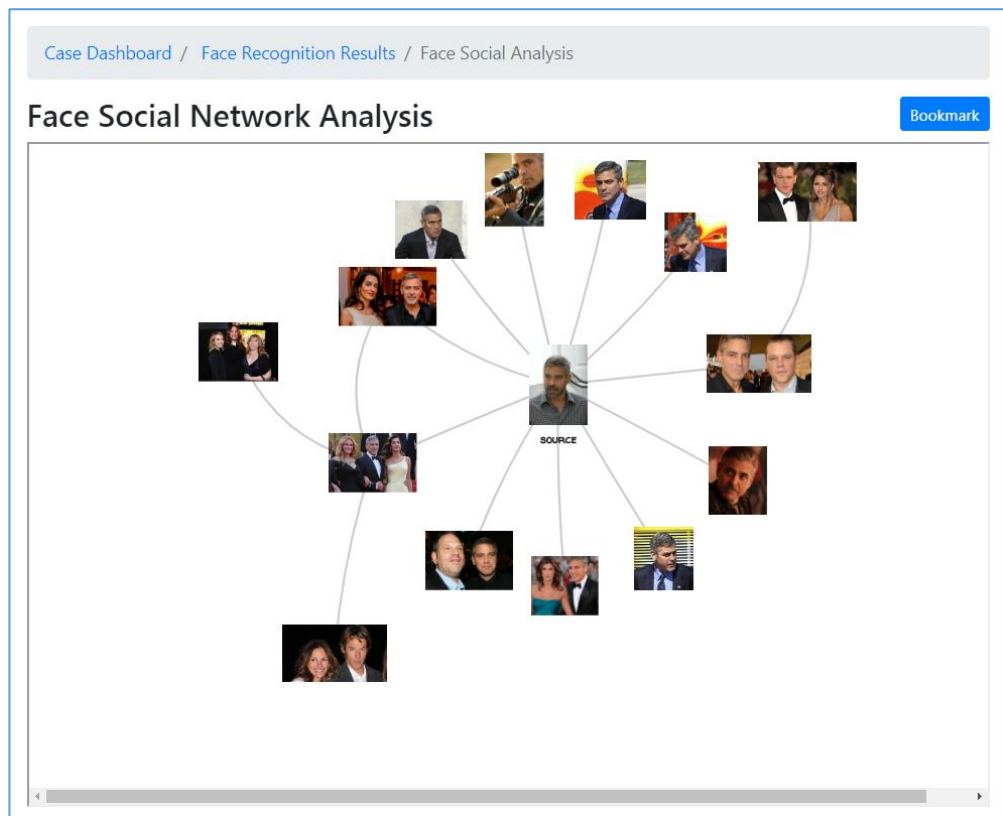 Case Dashboard / Face Recognition Results / Face Social Analysis
Face Social Network Analysis
Bookmark
SOURCE